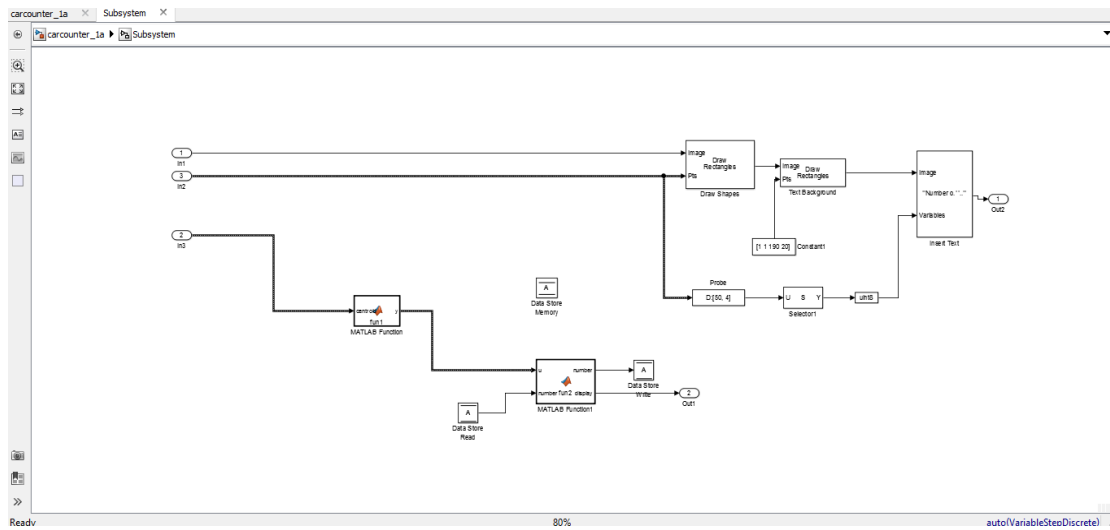 carcounter_1a
Subsystem
carcounter_1a
Subsystem
1
In1
3
In2
2
In3
Image
Pts
Draw
Rectangles
Draw Shapes
Image
Pts
Draw
Rectangles
Text Background
[1 1 190 20]
Constant1
Image
Variables
Insert Text
1
Out2
Probe
D:[50, 4]
U S Y
Selector1
uint8
A
Data Store
Memory
y
fun1
MATLAB Function
u
number
number
fun2
display
MATLAB Function1
A
Data Store
Write
2
Out1
A
Data Store
Read
Ready
80%
auto(VariableStepDiscrete)